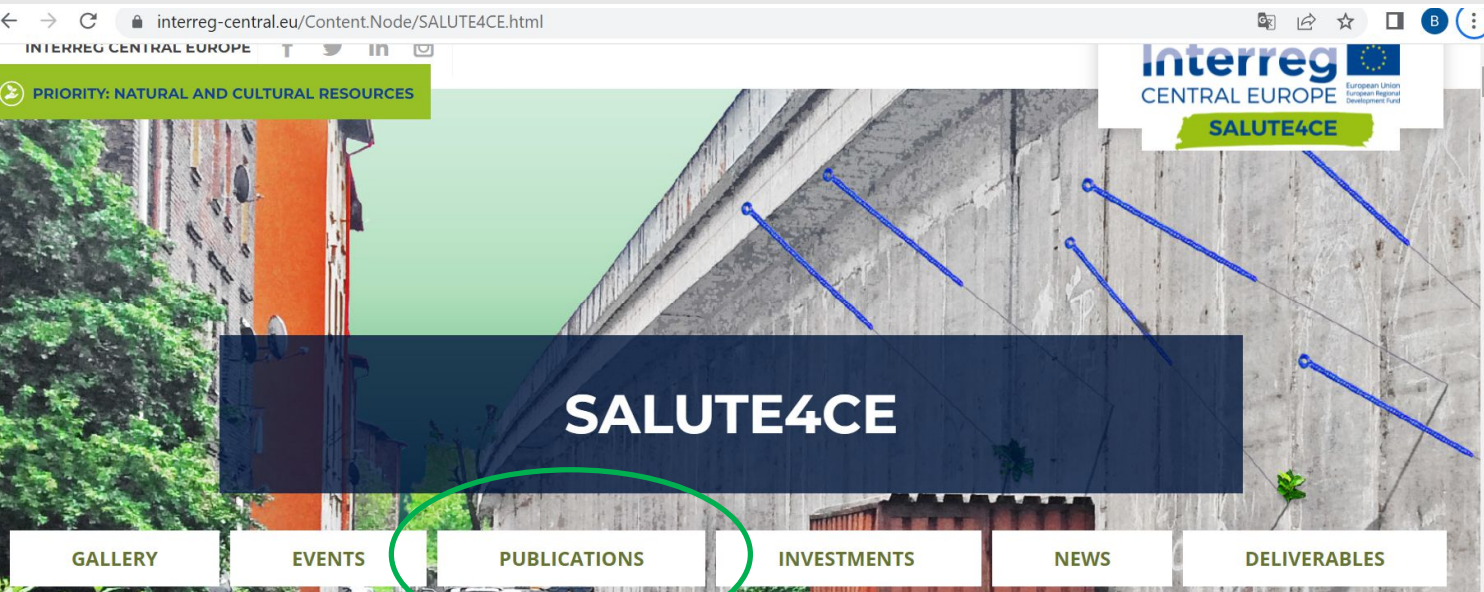 interreg-central.eu/Content.Node/SALUTE4CE.html
B
INTERREG CENTRAL EUROPE
PRIORITY: NATURAL AND CULTURAL RESOURCES
Interreg
CENTRAL EUROPE
European Union
European Regional
Development Fund
SALUTE4CE
SALUTE4CE
GALLERY
EVENTS
PUBLICATIONS
INVESTMENTS
NEWS
DELIVERABLES